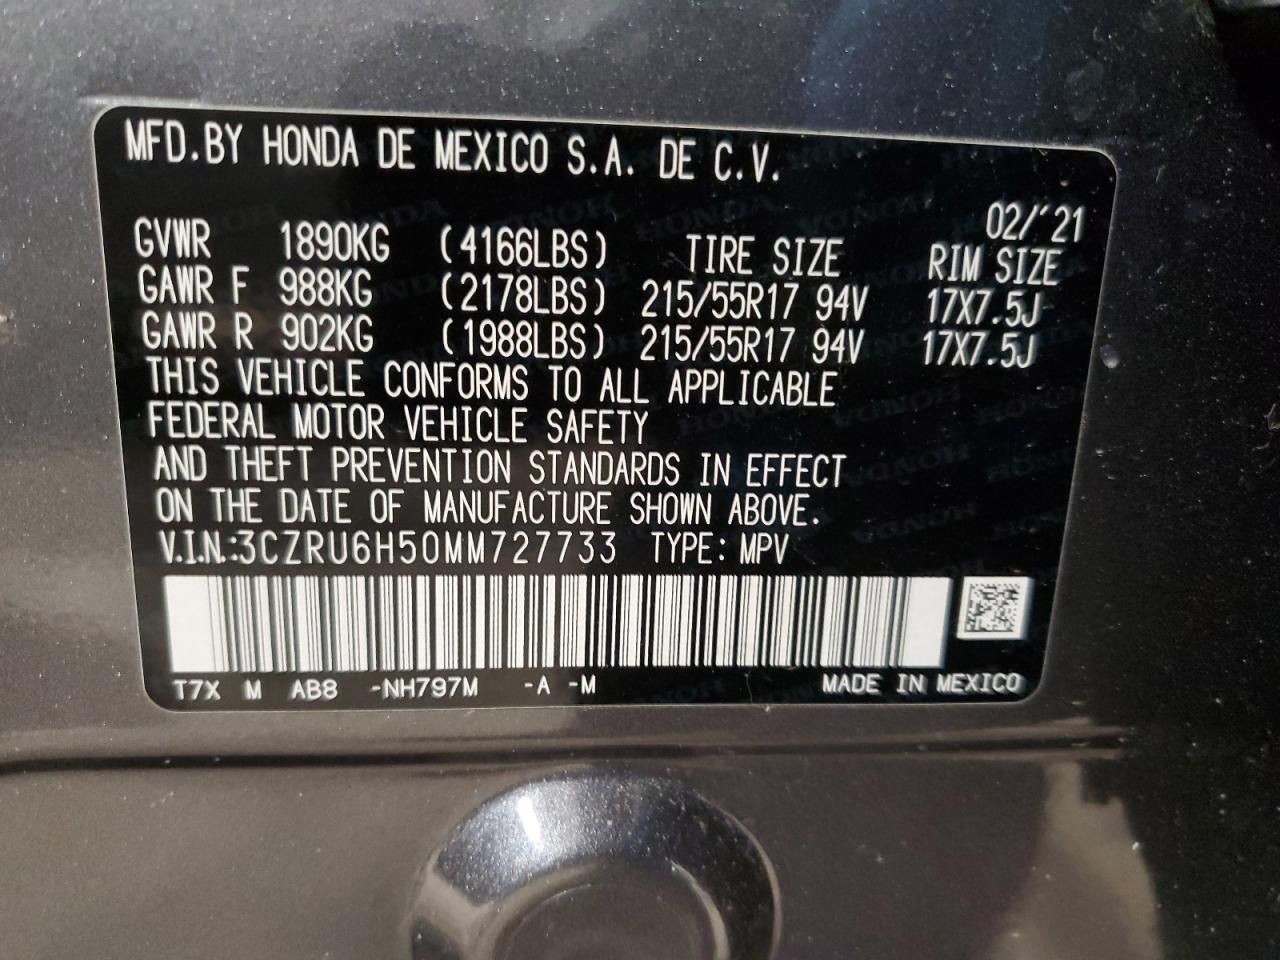 MFD.BY HONDA DE MEXICO S.A. DE C.V.
02/'21
GVWR 1890KG (4166LBS) TIRE SIZE RIM SIZE
GAWR F 988KG (2178LBS) 215/55R17 94V 17X7.5J
GAWR R 902KG (1988LBS) 215/55R17 94V 17X7.5J
THIS VEHICLE CONFORMS TO ALL APPLICABLE
FEDERAL MOTOR VEHICLE SAFETY
AND THEFT PREVENTION STANDARDS IN EFFECT
ON THE DATE OF MANUFACTURE SHOWN ABOVE.
V.I.N.:3CZRU6H50MM727733 TYPE: MPV
T7X M AB8 -NH797M -A -M MADE IN MEXICO